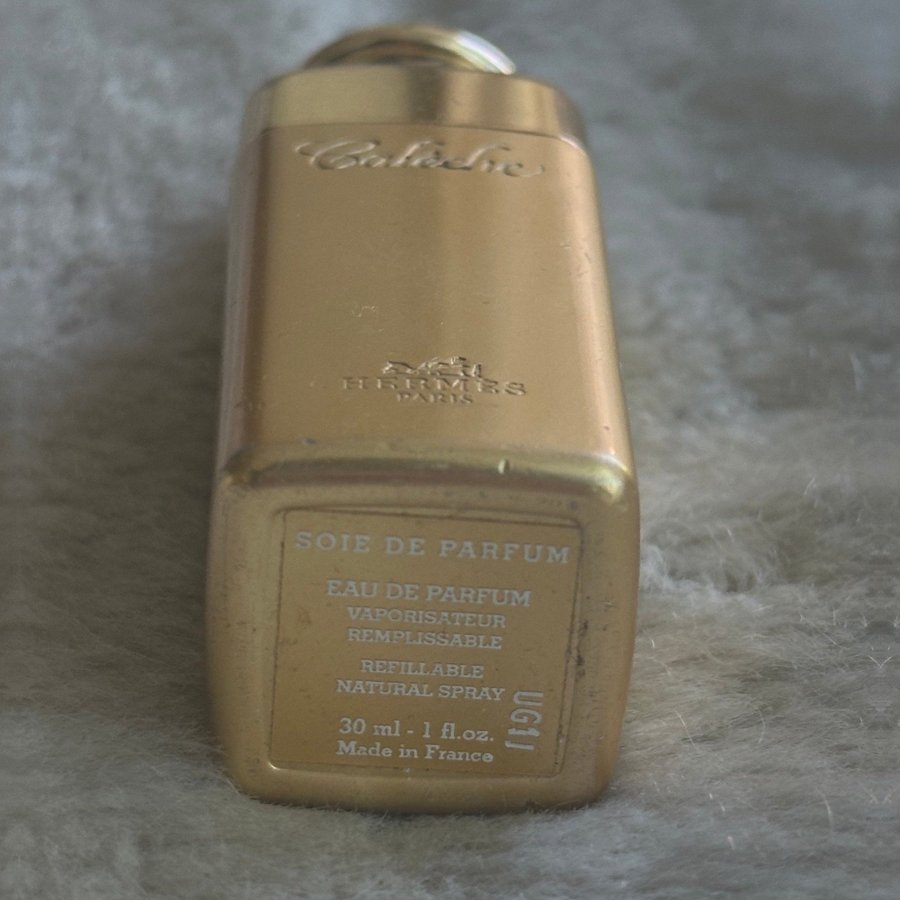 Calèche
HERMÈS
PARIS
SOIE DE PARFUM
EAU DE PARFUM
VAPORISATEUR
REMPLISSABLE
REFILLABLE
NATURAL SPRAY
30 ml - 1 fl.oz.
Made in France
UG1J